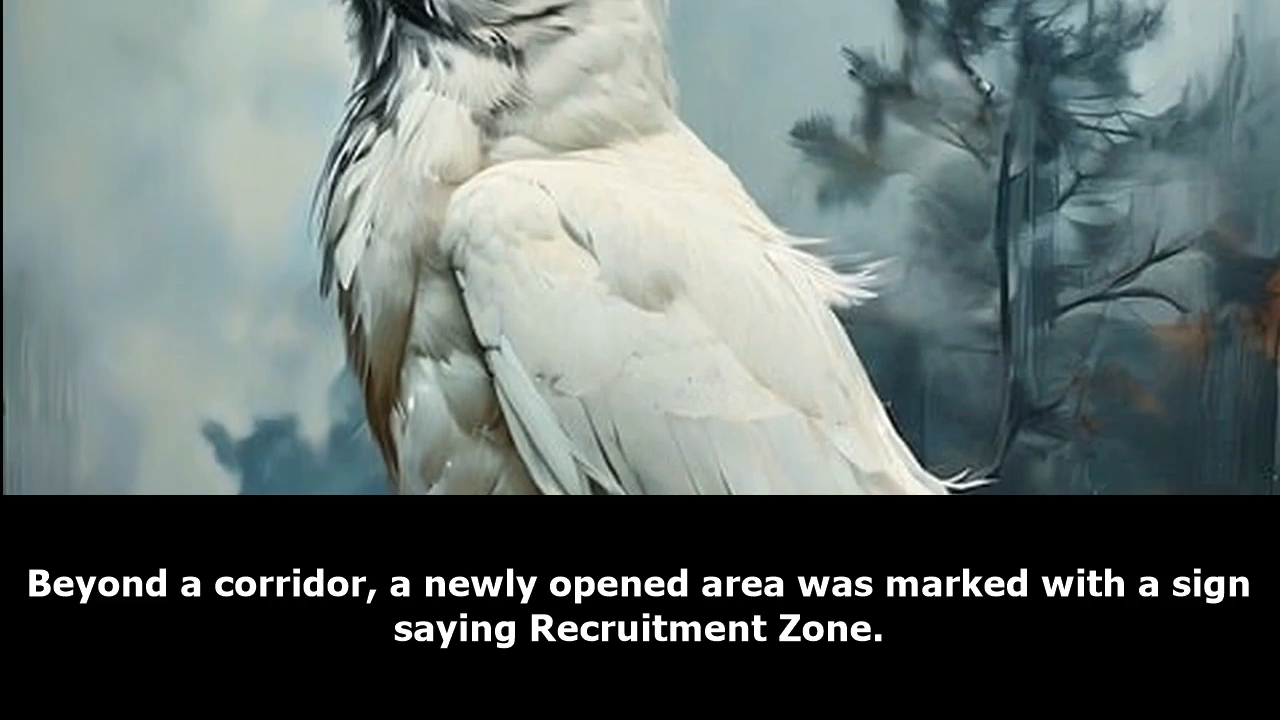 Beyond a corridor, a newly opened area was marked with a sign
saying Recruitment Zone.